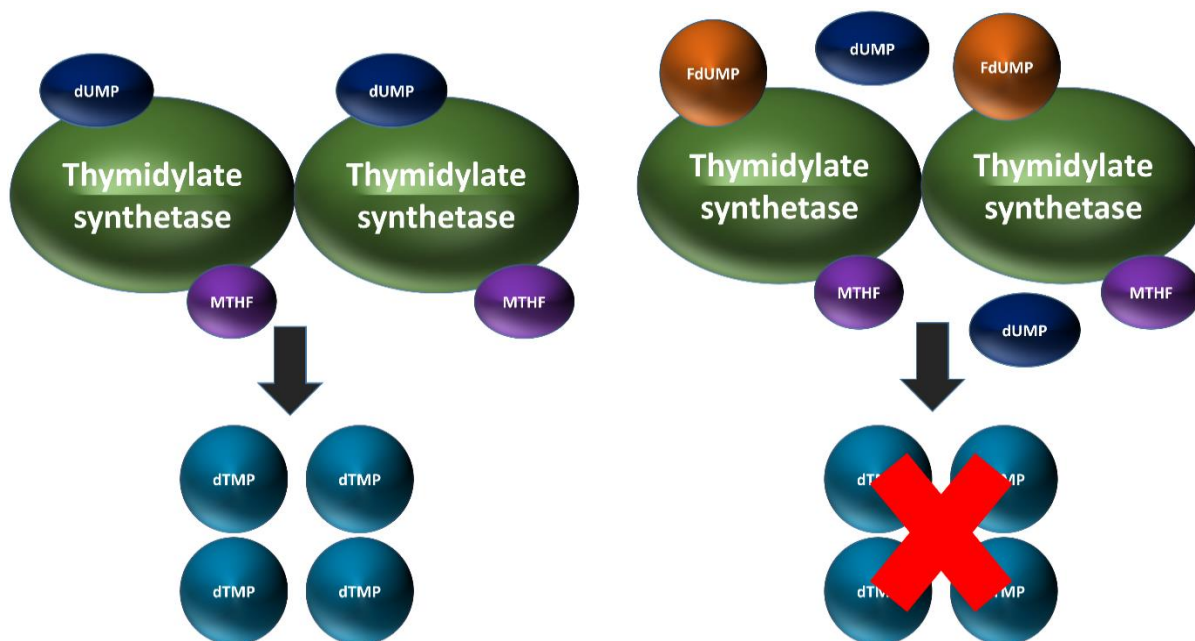 dUMP
dUMP
Thymidylate
synthetase
Thymidylate
synthetase
MTHF
MTHF
dTMP
dTMP
dTMP
dTMP
FdUMP
dUMP
FdUMP
Thymidylate
synthetase
Thymidylate
synthetase
MTHF
MTHF
dUMP